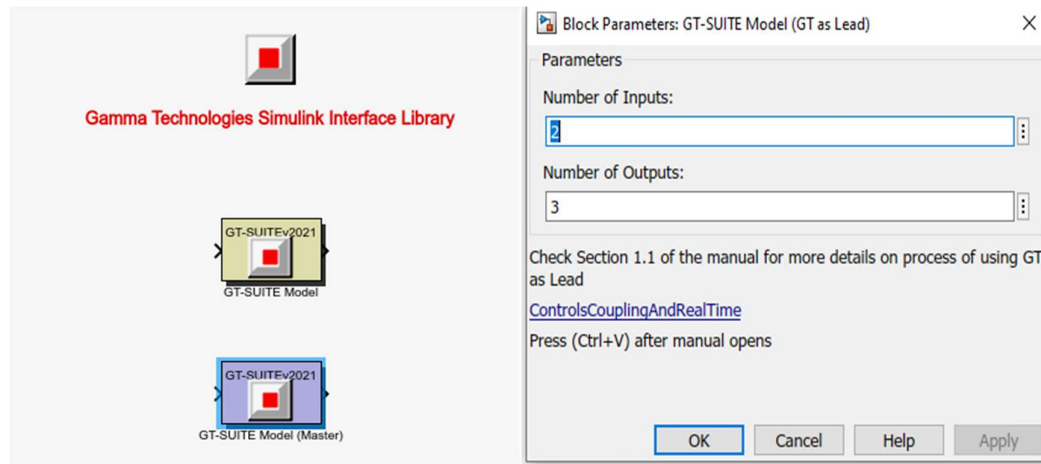 Gamma Technologies Simulink Interface Library
GT-SUITEv2021
GT-SUITE Model
GT-SUITEv2021
GT-SUITE Model (Master)
Block Parameters: GT-SUITE Model (GT as Lead)
Parameters
Number of Inputs:
2
Number of Outputs:
3
Check Section 1.1 of the manual for more details on process of using GT
as Lead
ControlsCouplingAndRealTime
Press (Ctrl+V) after manual opens
OK Cancel Help Apply